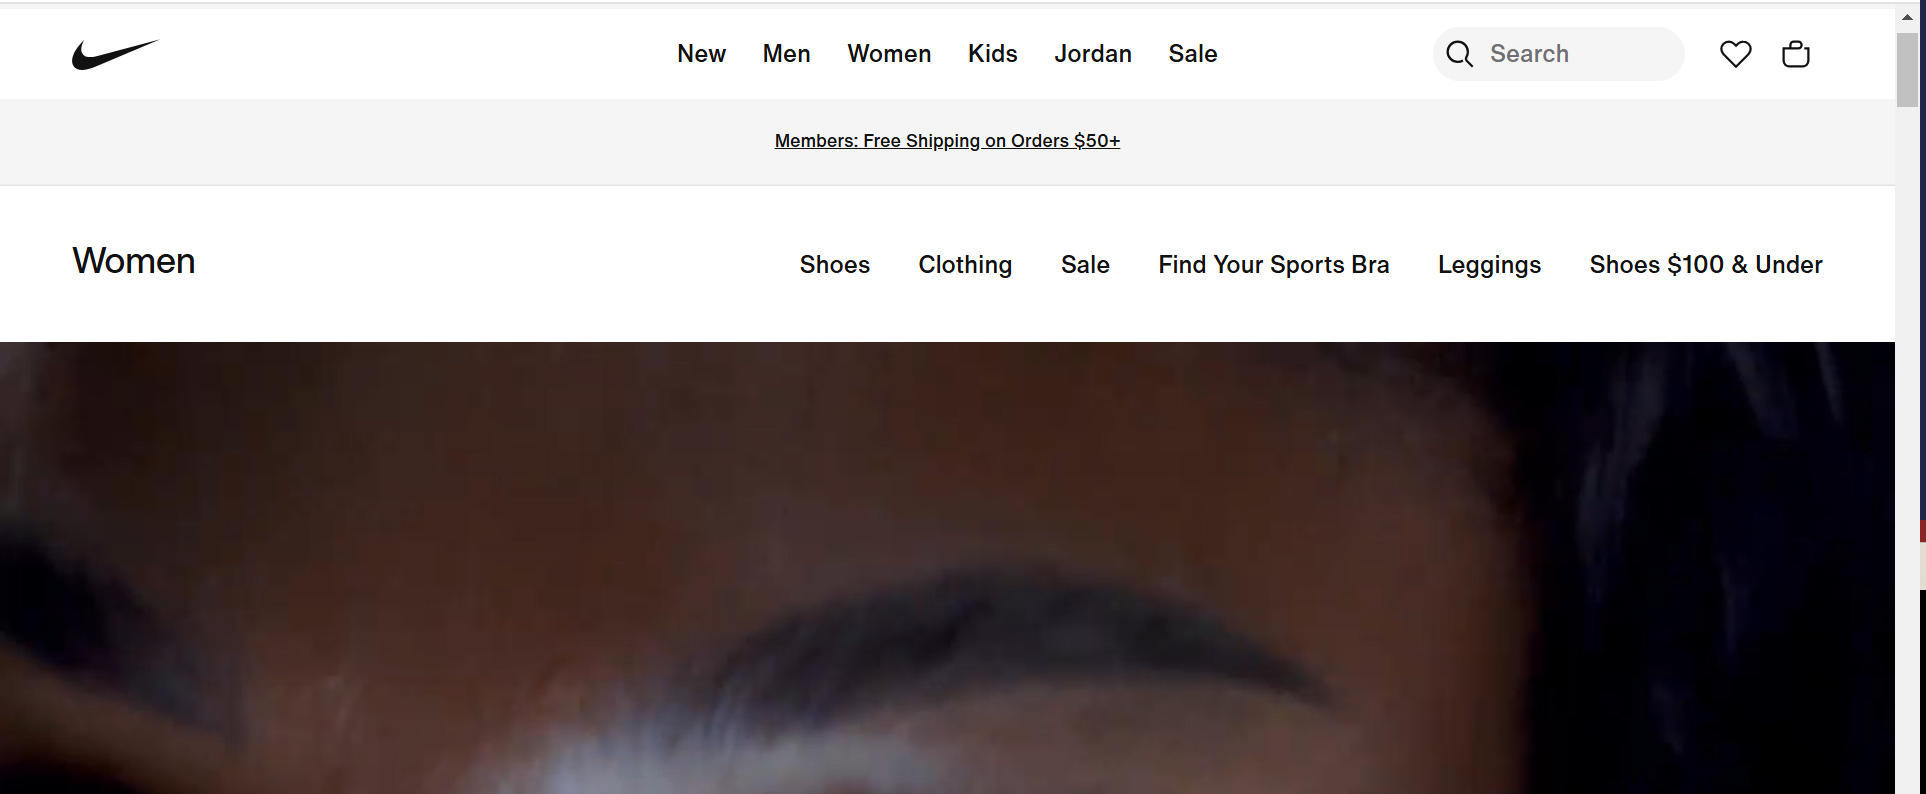 New Men Women Kids Jordan Sale Search
Members: Free Shipping on Orders $50+
Women Shoes Clothing Sale Find Your Sports Bra Leggings Shoes $100 & Under